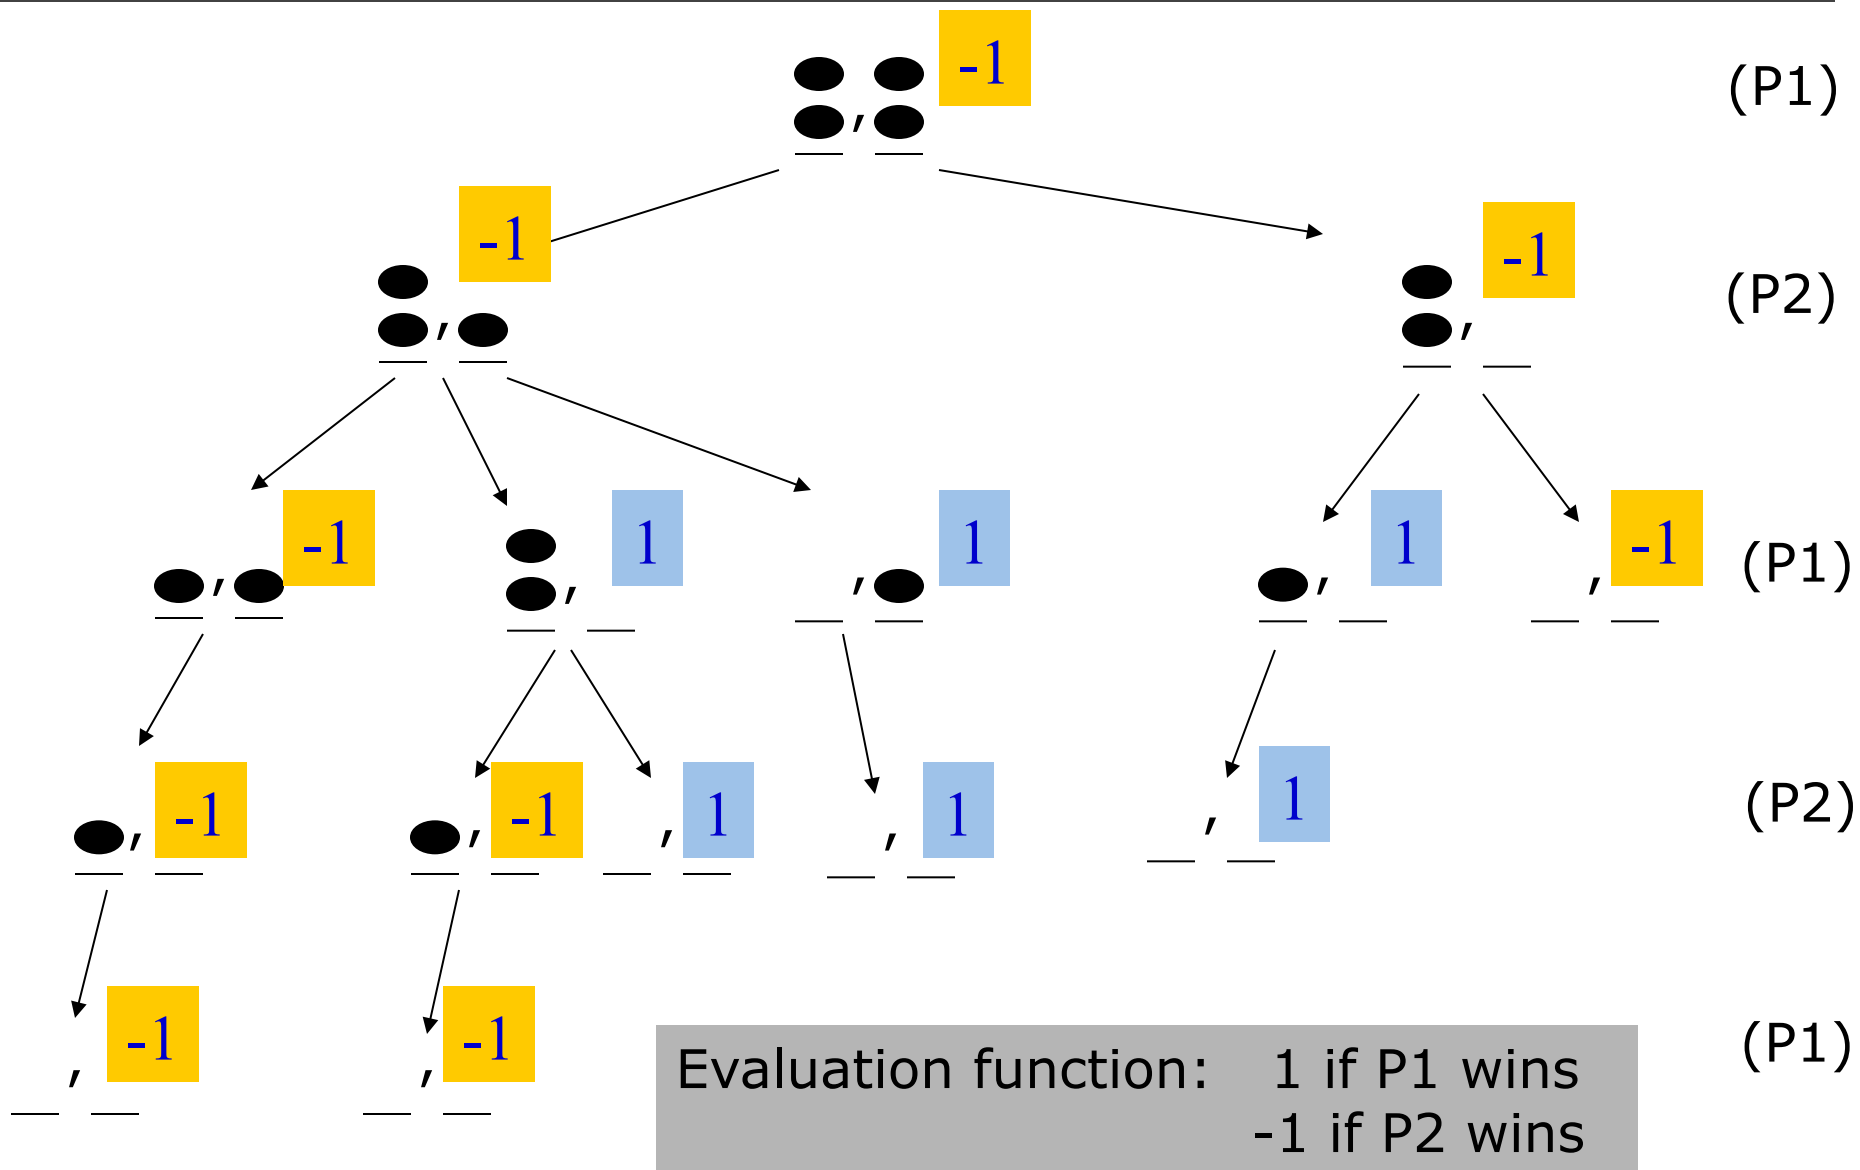 -1
,
(P1)
-1 -1
, ,
(P2)
-1 1 1 1 -1
, , , , ,
(P1)
-1 -1 1 1 1
, , , , ,
(P2)
-1 -1
, ,
(P1)
Evaluation function: 1 if P1 wins
-1 if P2 wins